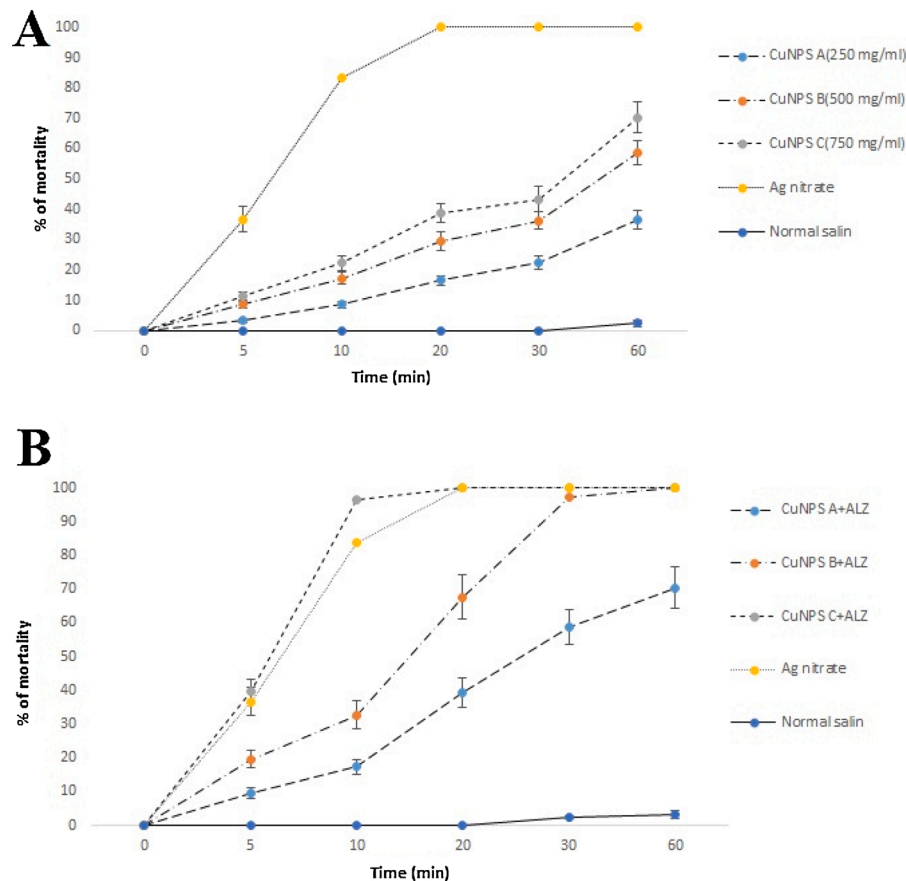 A
% of mortality
100
90
80
70
60
50
40
30
20
10
0
0 5 10 20 30 60
Time (min)
CuNPS A(250 mg/ml)
CuNPS B(500 mg/ml)
CuNPS C(750 mg/ml)
Ag nitrate
Normal salin
B
% of mortality
100
90
80
70
60
50
40
30
20
10
0
0 5 10 20 30 60
Time (min)
CuNPS A+ALZ
CuNPS B+ALZ
CuNPS C+ALZ
Ag nitrate
Normal salin